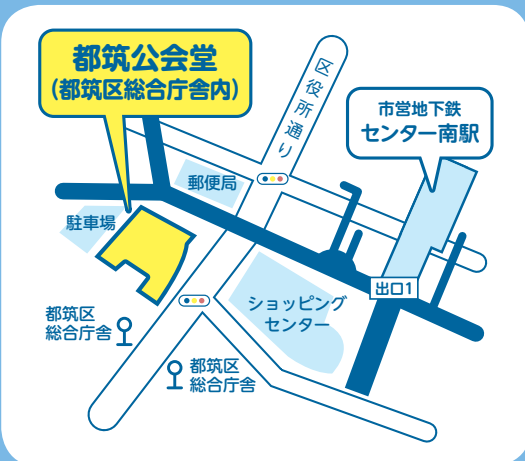 都筑公会堂
(都筑区総合庁舎内)
区役所通り
市営地下鉄
センター南駅
郵便局
駐車場
出口1
ショッピング
センター
都筑区
総合庁舎
都筑区
総合庁舎